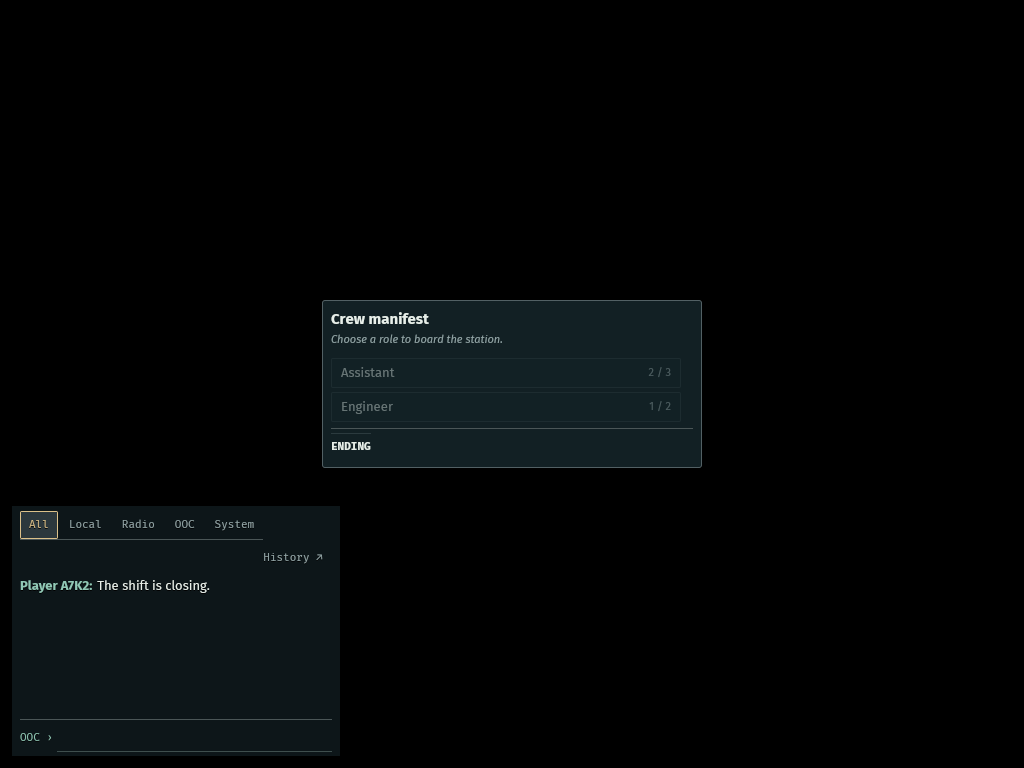 Crew manifest
Choose a role to board the station.
Assistant 2 / 3
Engineer 1 / 2
ENDING
All Local Radio OOC System
History ↗
Player A7K2: The shift is closing.
OOC ›